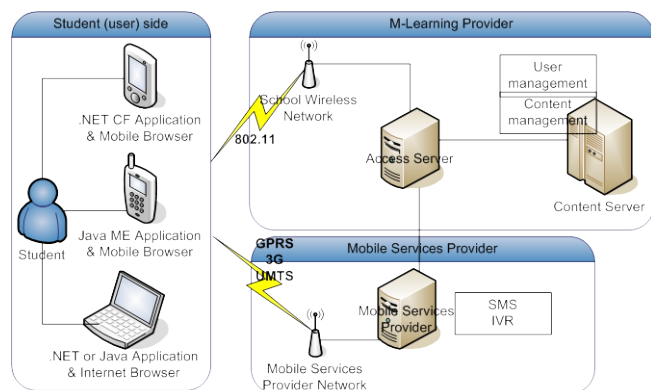 Student (user) side
.NET CF Application
& Mobile Browser
Java ME Application
& Mobile Browser
Student
.NET or Java Application
& Internet Browser
802.11
GPRS
3G
UMTS
M-Learning Provider
School Wireless
Network
User
management
Content
management
Access Server
Content Server
Mobile Services Provider
Mobile Services
Provider
SMS
IVR
Mobile Services
Provider Network